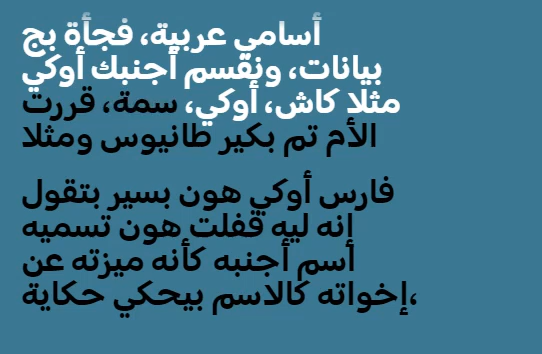 أسامي عربية، فجأة بج
بيانات، ونقسم أجنبك أوكي
مثلا كاش، أوكي، سمة، قررت
الأم تم بكير طانيوس ومثلا
فارس أوكي هون بسير بتقول
إنه ليه قفلت هون تسميه
أسم أجنبه كأنه ميزته عن
إخواته كالاسم بيحكي حكاية،